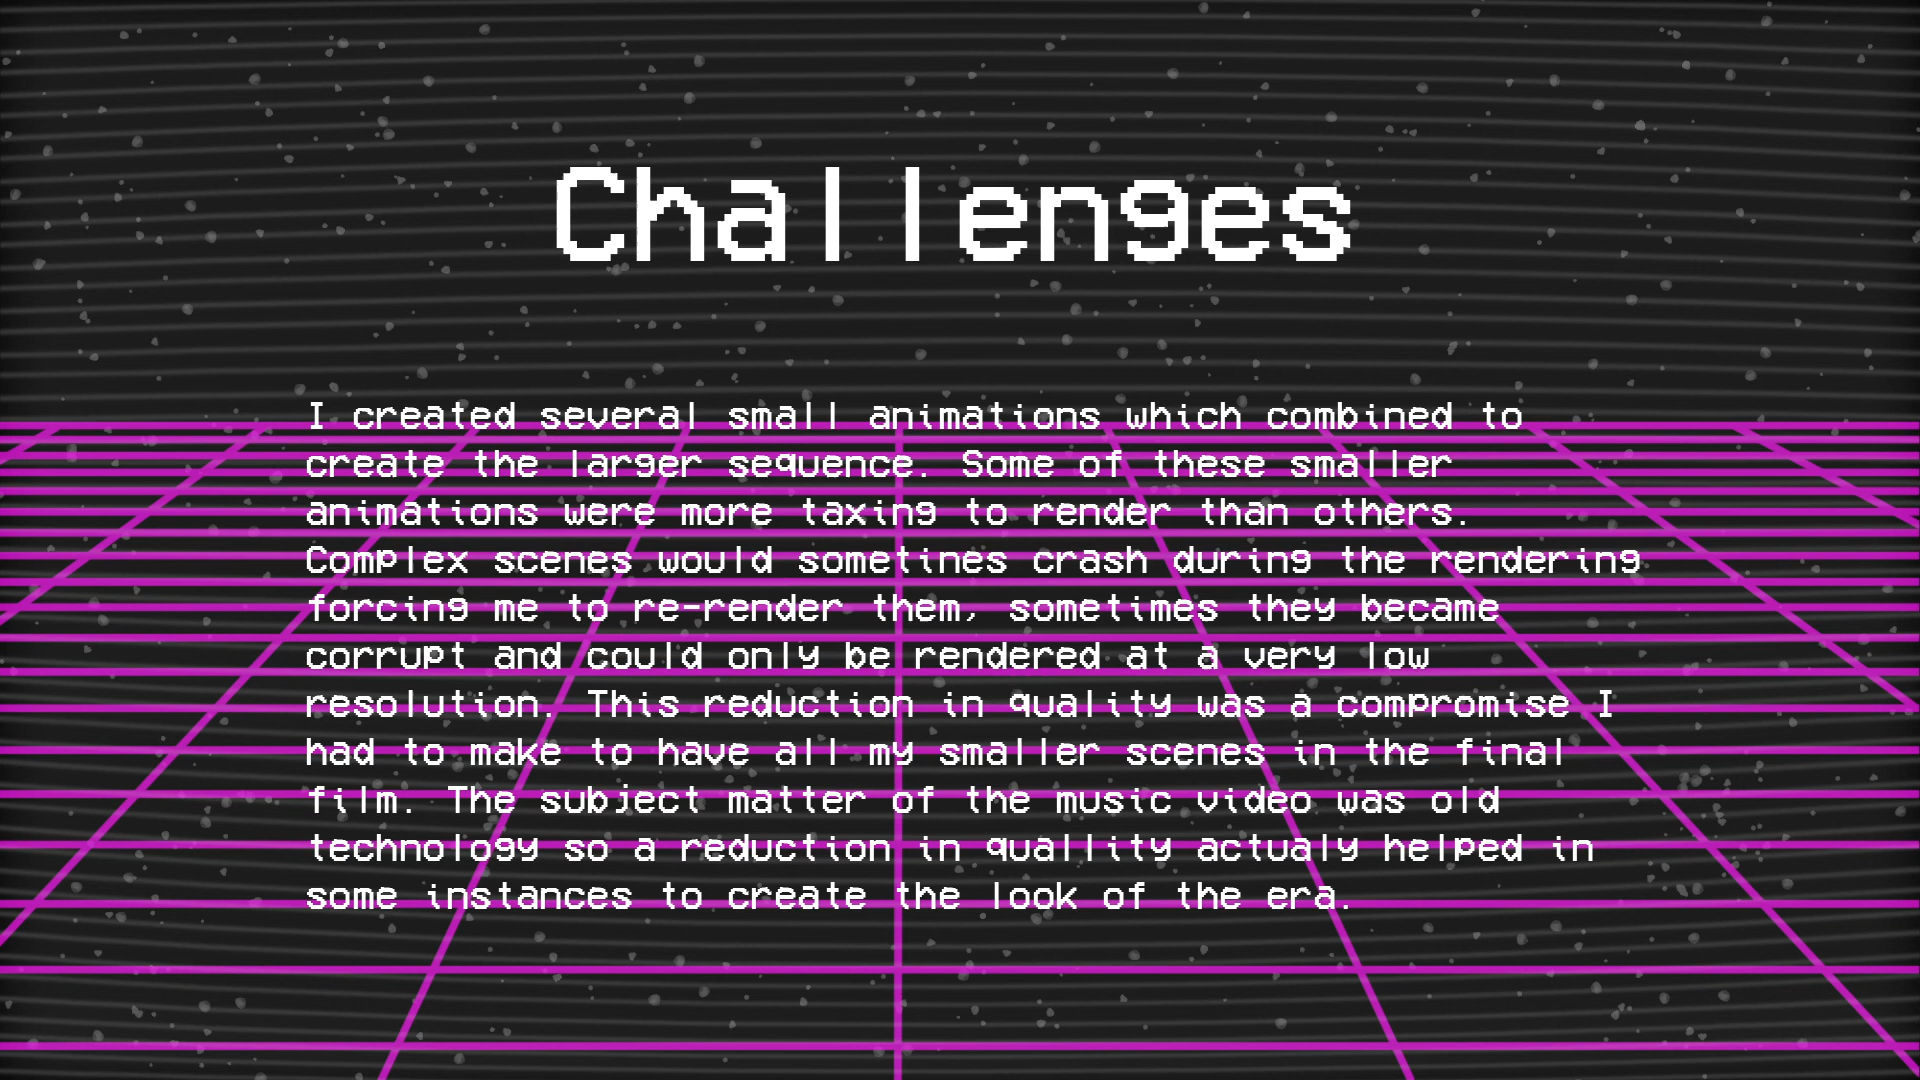 Challenges
I created several small animations which combined to
create the larger sequence. Some of these smaller
animations were more taxing to render than others.
Complex scenes would sometines crash during the rendering
forcing me to re-render them, sometimes they became
corrupt and could only be rendered at a very low
resolution. This reduction in quality was a compromise I
had to make to have all my smaller scenes in the final
film. The subject matter of the music video was old
technology so a reduction in quallity actualy helped in
some instances to create the look of the era.